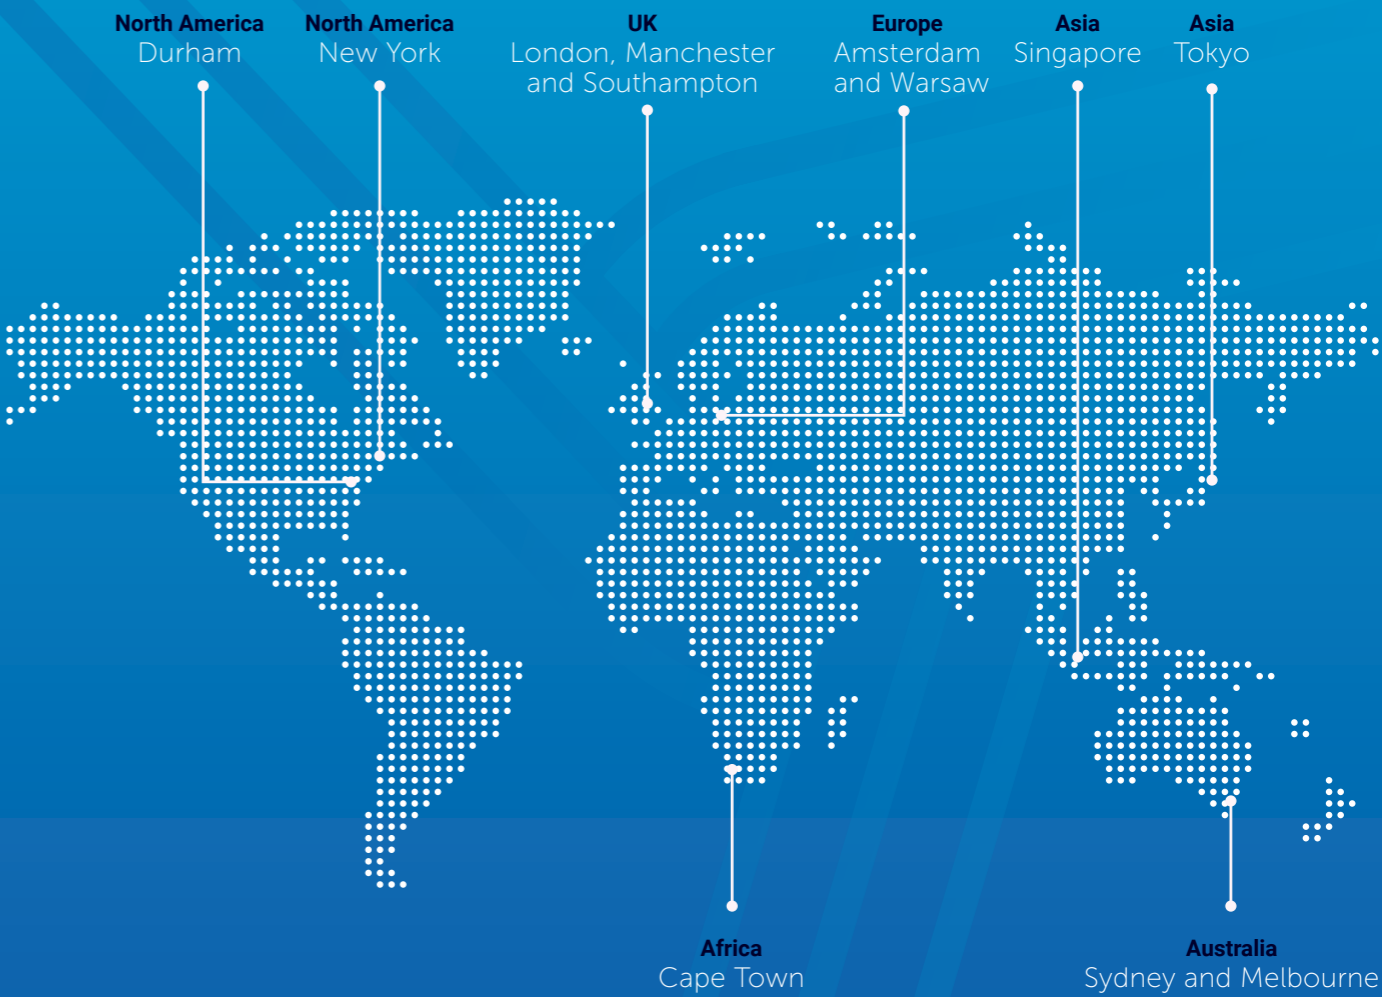 North America
Durham
North America
New York
UK
London, Manchester
and Southampton
Europe
Amsterdam
and Warsaw
Asia
Singapore
Asia
Tokyo
Africa
Cape Town
Australia
Sydney and Melbourne